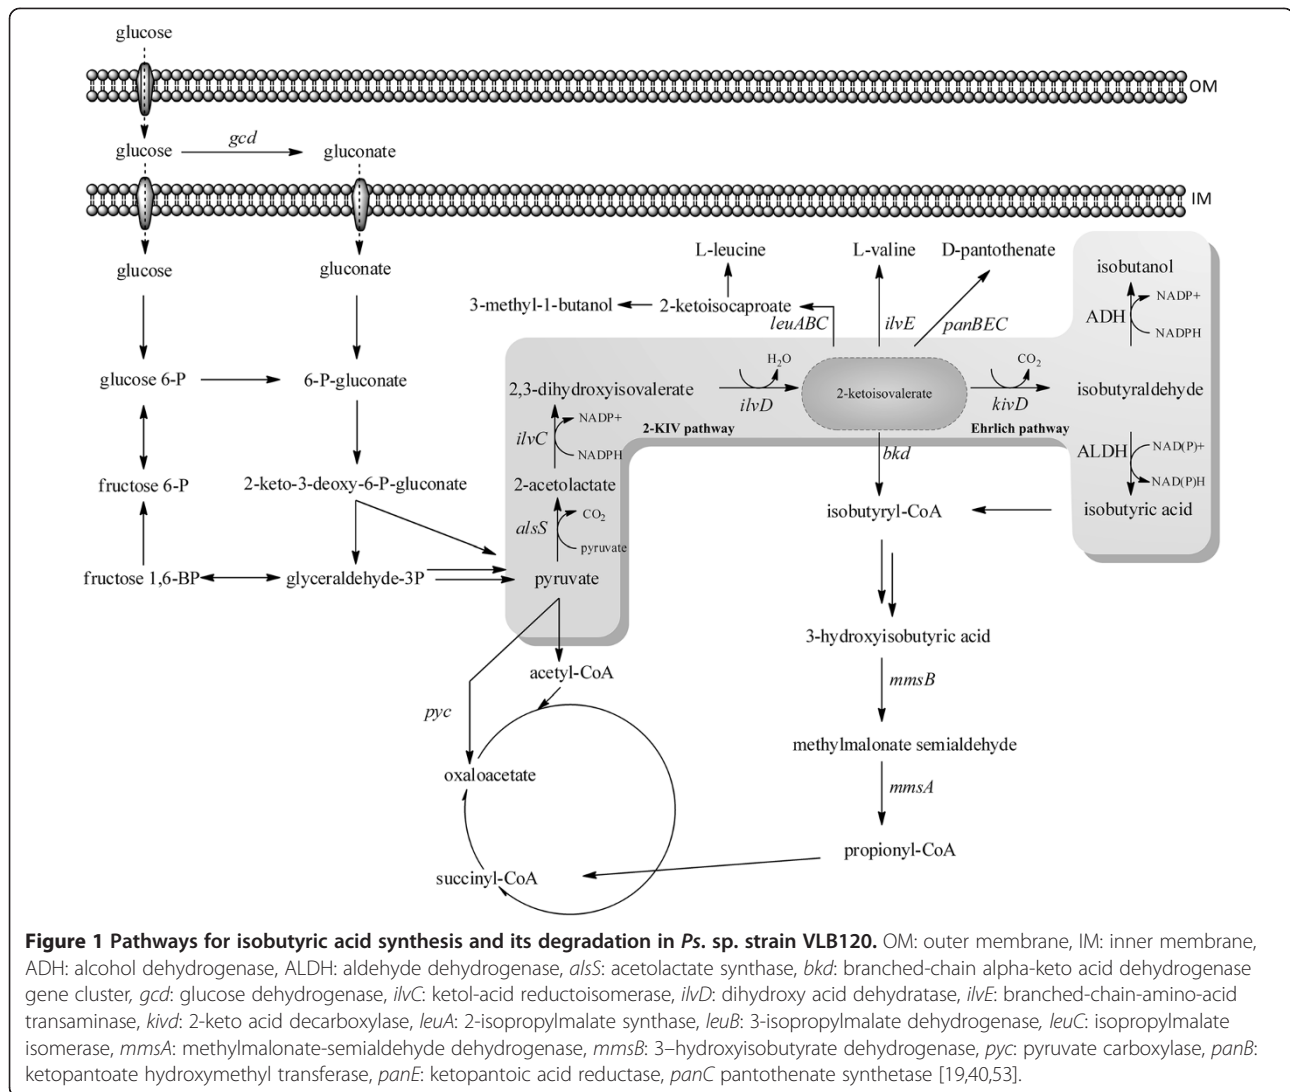 glucose
OM
glucose
gcd
gluconate
IM
glucose
gluconate
L-leucine
L-valine
D-pantothenate
isobutanol
3-methyl-1-butanol
2-ketoisocaproate
leuABC
ilvE
panBEC
ADH
NADP+
NADPH
glucose 6-P
6-P-gluconate
2,3-dihydroxyisovalerate
H2O
ilvD
2-ketoisovalerate
CO2
kivD
isobutyraldehyde
2-KIV pathway
Ehrlich pathway
ilvC
NADP+
NADPH
bkd
ALDH
NAD(P)+
NAD(P)H
fructose 6-P
2-keto-3-deoxy-6-P-gluconate
2-acetolactate
isobutyryl-CoA
isobutyric acid
alsS
CO2
pyruvate
fructose 1,6-BP
glyceraldehyde-3P
pyruvate
3-hydroxyisobutyric acid
acetyl-CoA
mmsB
pyc
methylmalonate semialdehyde
oxaloacetate
mmsA
propionyl-CoA
succinyl-CoA
Figure 1 Pathways for isobutyric acid synthesis and its degradation in Ps. sp. strain VLB120. OM: outer membrane, IM: inner membrane,
ADH: alcohol dehydrogenase, ALDH: aldehyde dehydrogenase, alsS: acetolactate synthase, bkd: branched-chain alpha-keto acid dehydrogenase
gene cluster, gcd: glucose dehydrogenase, ilvC: ketol-acid reductoisomerase, ilvD: dihydroxy acid dehydratase, ilvE: branched-chain-amino-acid
transaminase, kivd: 2-keto acid decarboxylase, leuA: 2-isopropylmalate synthase, leuB: 3-isopropylmalate dehydrogenase, leuC: isopropylmalate
isomerase, mmsA: methylmalonate-semialdehyde dehydrogenase, mmsB: 3–hydroxyisobutyrate dehydrogenase, pyc: pyruvate carboxylase, panB:
ketopantoate hydroxymethyl transferase, panE: ketopantoic acid reductase, panC pantothenate synthetase [19,40,53].